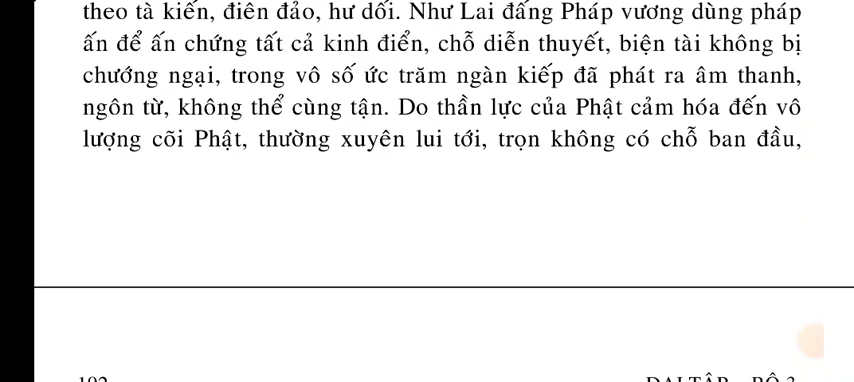 theo tà kiến, điên đảo, hư dối. Như Lai đấng Pháp vương dùng pháp
ấn để ấn chứng tất cả kinh điển, chỗ diễn thuyết, biện tài không bị
chướng ngại, trong vô số ức trăm ngàn kiếp đã phát ra âm thanh,
ngôn từ, không thể cùng tận. Do thần lực của Phật cảm hóa đến vô
lượng cõi Phật, thường xuyên lui tới, trọn không có chỗ ban đầu,